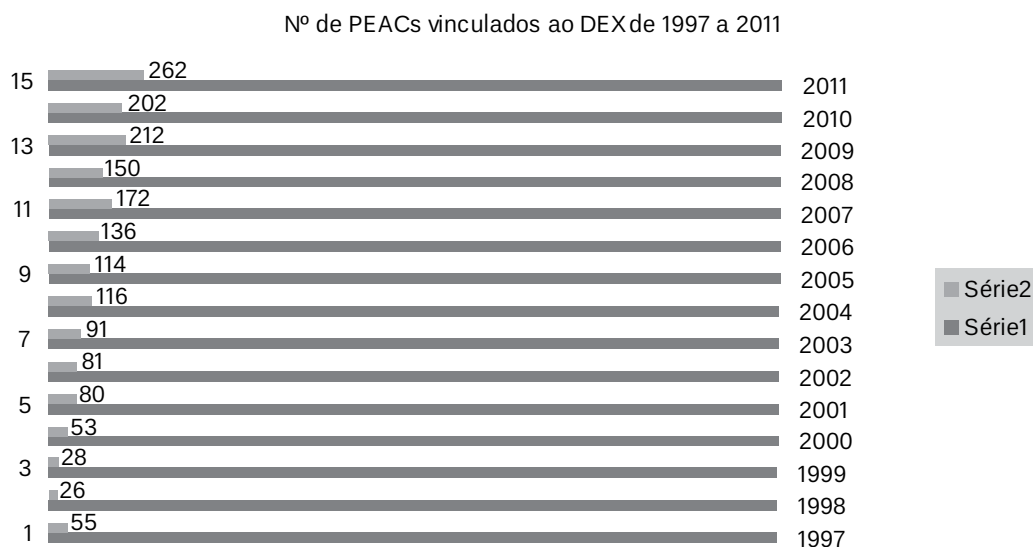 Nº de PEACs vinculados ao DEX de 1997 a 2011
15 262 2011
202 2010
13 212 2009
150 2008
11 172 2007
136 2006
9 114 2005
116 2004
7 91 2003
81 2002
5 80 2001
53 2000
3 28 1999
26 1998
1 55 1997
Série2
Série1